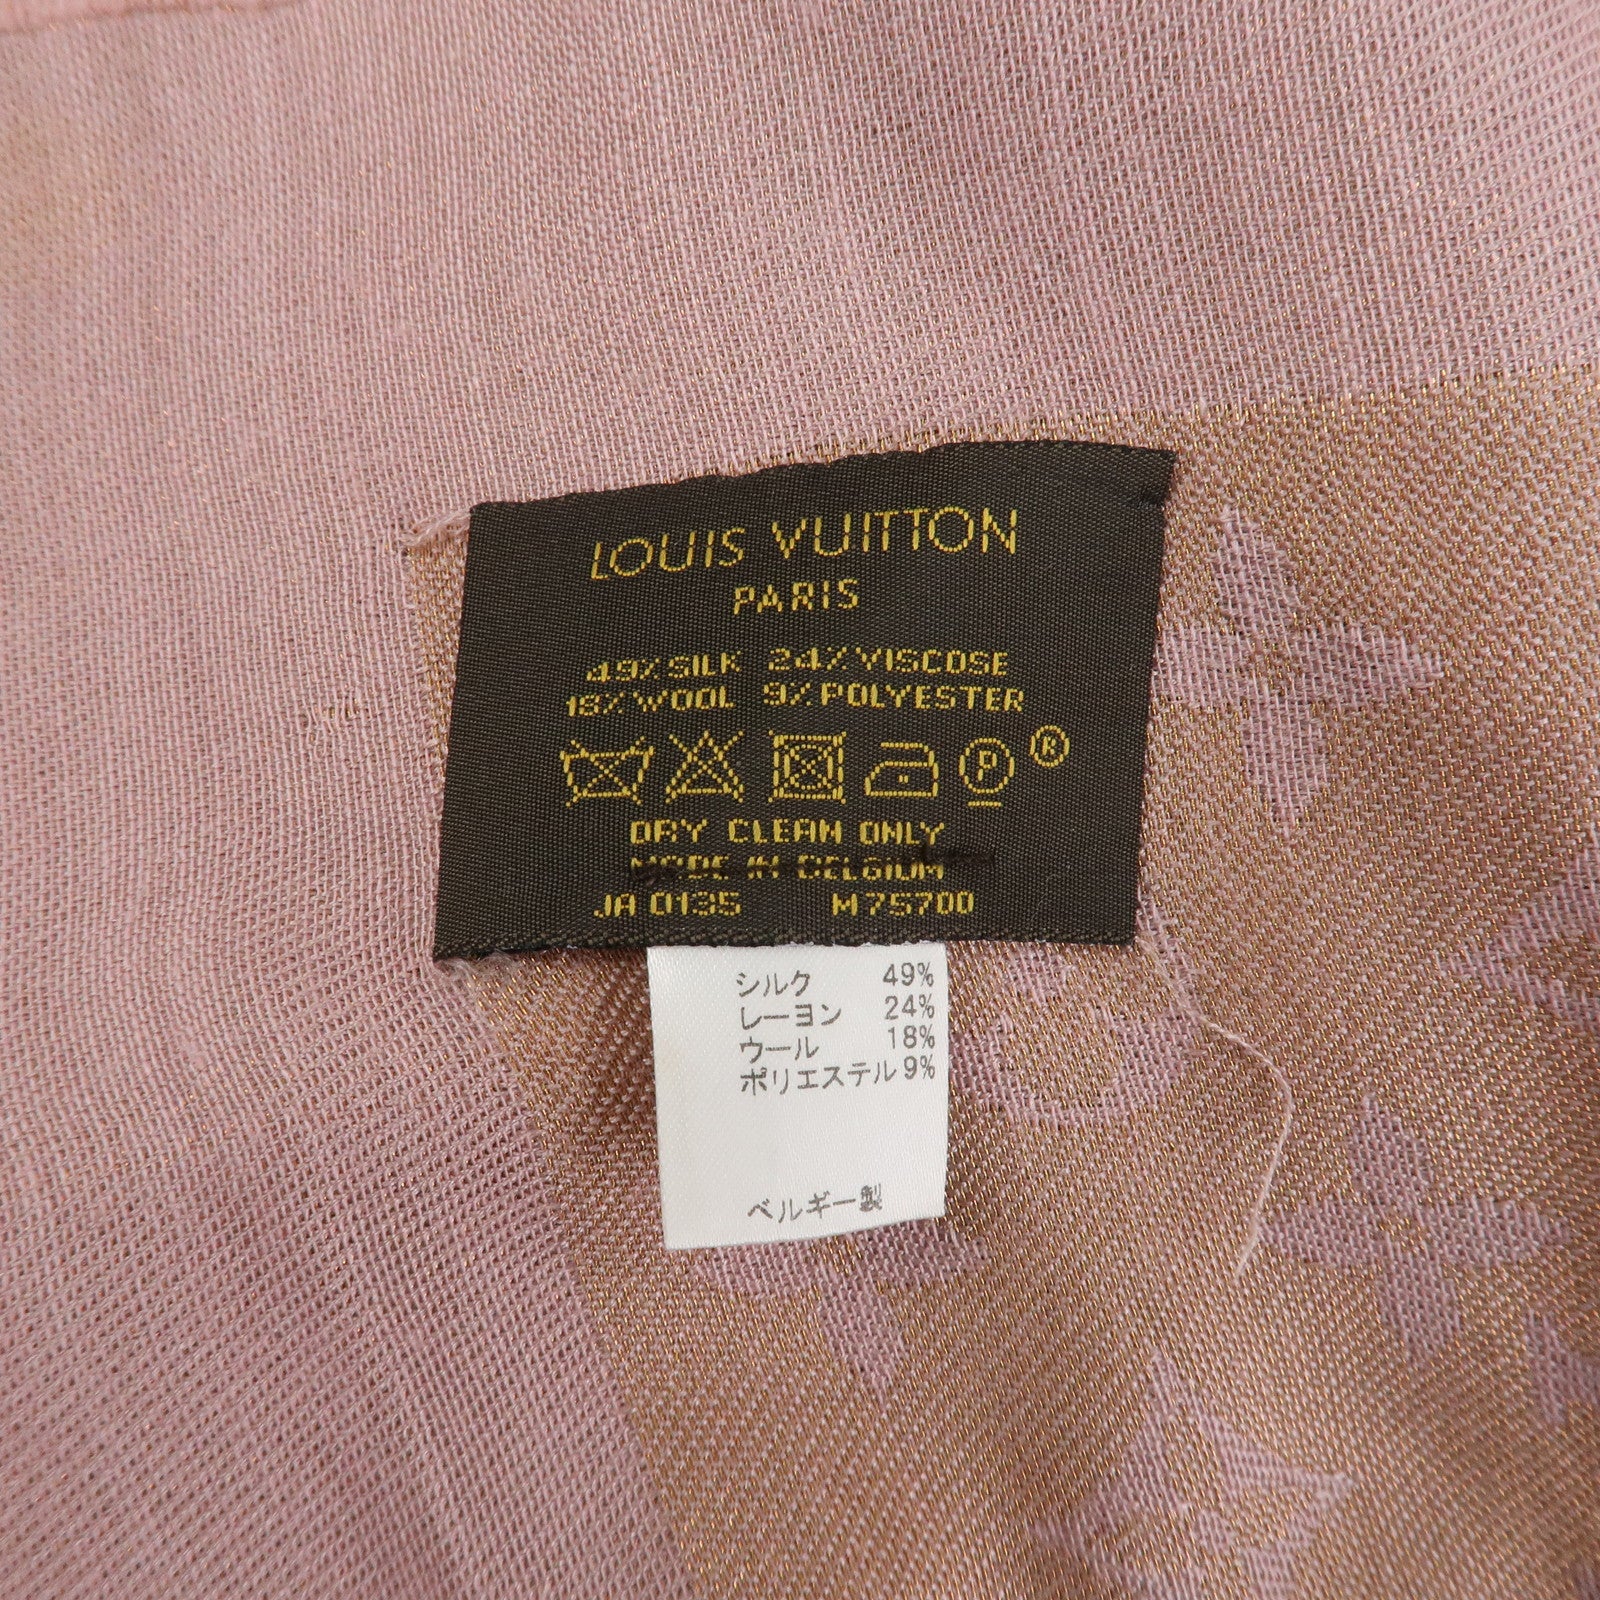 LOUIS VUITTON
PARIS
49% SILK 24% VISCOSE
18% WOOL 9% POLYESTER
P ®
DRY CLEAN ONLY
MADE IN BELGIUM
JA 0135 M75700
シルク 49%
レーヨン 24%
ウール 18%
ポリエステル 9%
ベルギー製